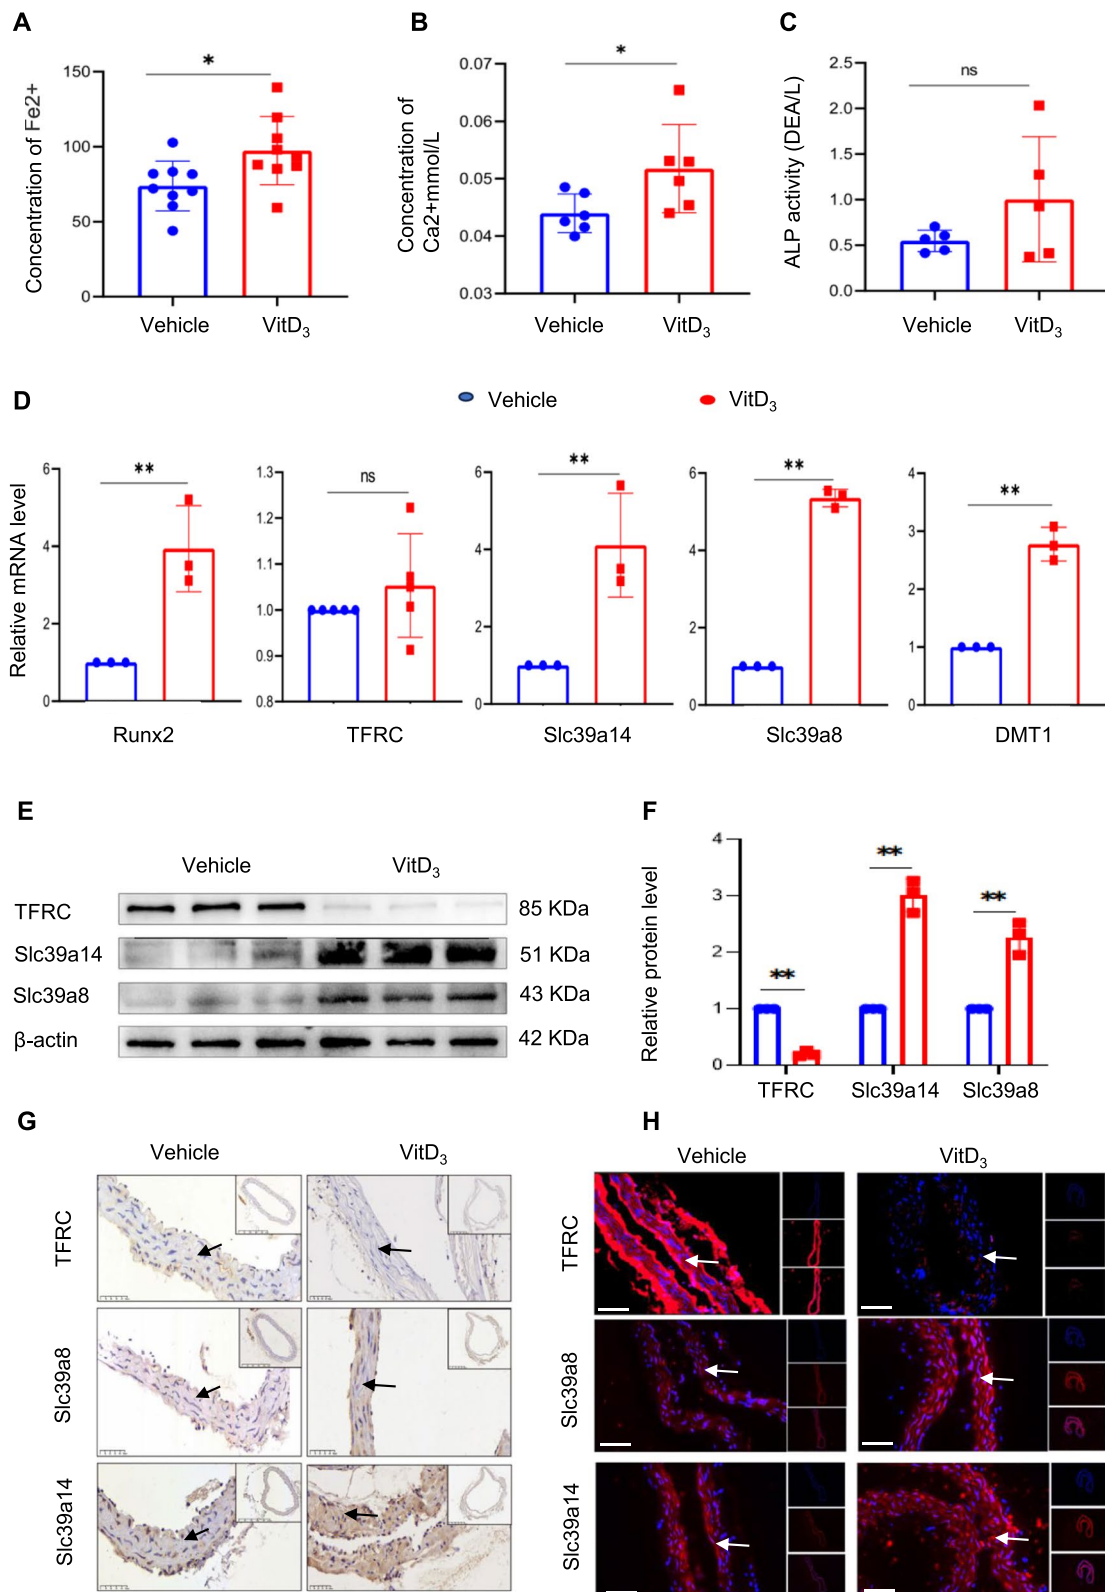 A
B
C
Concentration of Fe2+
150
100
50
0
*
Vehicle
VitD3
Concentration of
Ca2+mmol/L
0.07
0.06
0.05
0.04
0.03
*
Vehicle
VitD3
ALP activity (DEA/L)
2.5
2.0
1.5
1.0
0.5
0.0
ns
Vehicle
VitD3
D
Vehicle
VitD3
Relative mRNA level
6
4
2
0
**
Runx2
1.3
1.2
1.1
1.0
0.9
0.8
ns
TFRC
6
4
2
0
**
Slc39a14
6
4
2
0
**
Slc39a8
4
3
2
1
0
**
DMT1
E
Vehicle
VitD3
TFRC
85 KDa
Slc39a14
51 KDa
Slc39a8
43 KDa
β-actin
42 KDa
F
Relative protein level
4
3
2
1
0
**
**
**
TFRC
Slc39a14
Slc39a8
G
Vehicle
VitD3
TFRC
Slc39a8
Slc39a14
H
Vehicle
VitD3
TFRC
Slc39a8
Slc39a14